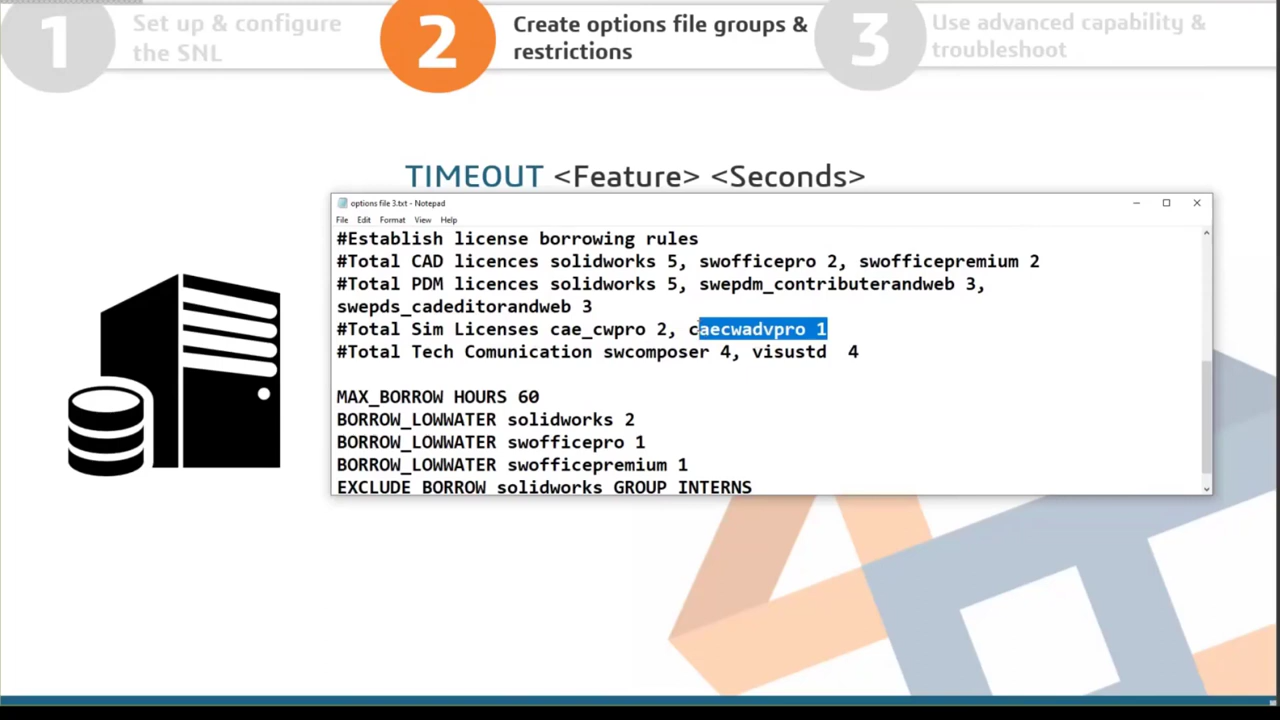 1
Set up & configure
the SNL
2
Create options file groups &
restrictions
3
Use advanced capability &
troubleshoot
TIMEOUT <Feature> <Seconds>
options file 3.txt - Notepad
File Edit Format View Help
#Establish license borrowing rules
#Total CAD licences solidworks 5, swofficepro 2, swofficepremium 2
#Total PDM licences solidworks 5, swepdm_contributerandweb 3,
swepds_cadeditorandweb 3
#Total Sim Licenses cae_cwpro 2, caecwadvpro 1
#Total Tech Comunication swcomposer 4, visustd  4
MAX_BORROW HOURS 60
BORROW_LOWWATER solidworks 2
BORROW_LOWWATER swofficepro 1
BORROW_LOWWATER swofficepremium 1
EXCLUDE_BORROW solidworks GROUP INTERNS